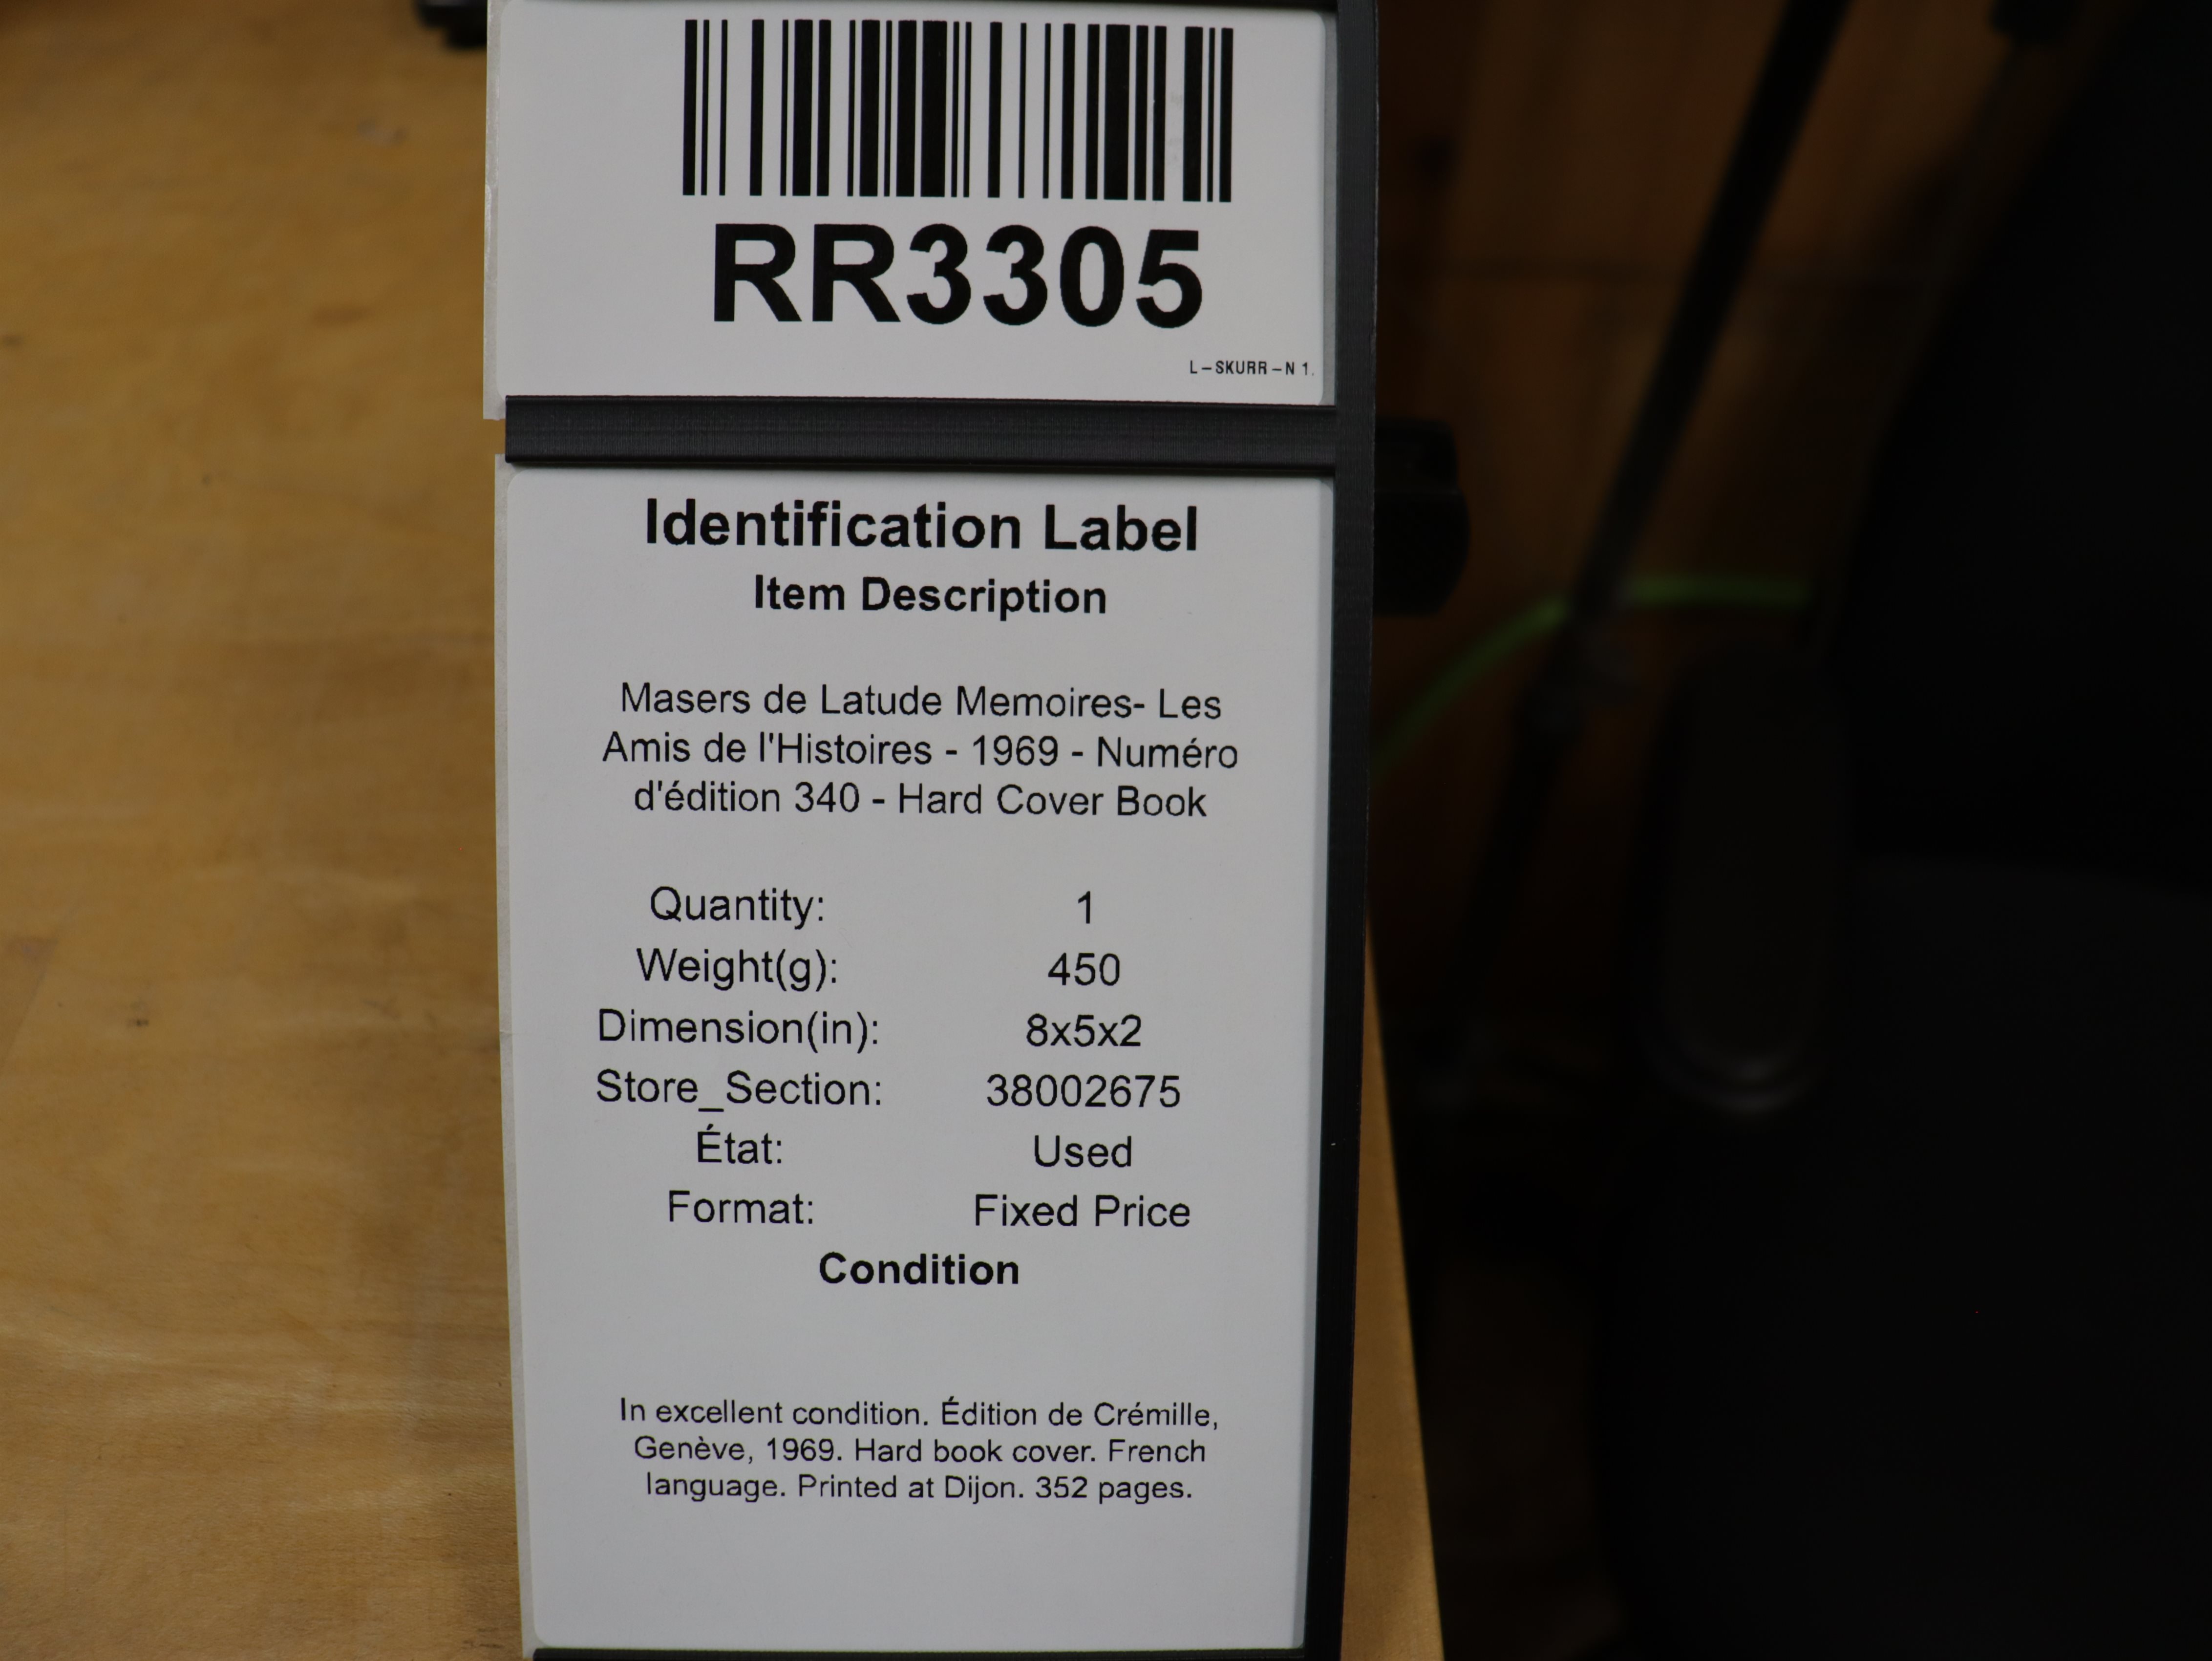 RR3305
L-SKURR-N 1.
Identification Label
Item Description
Masers de Latude Memoires- Les
Amis de l'Histoires - 1969 - Numéro
d'édition 340 - Hard Cover Book
Quantity: 1
Weight(g): 450
Dimension(in): 8x5x2
Store_Section: 38002675
État: Used
Format: Fixed Price
Condition
In excellent condition. Édition de Crémille,
Genève, 1969. Hard book cover. French
language. Printed at Dijon. 352 pages.